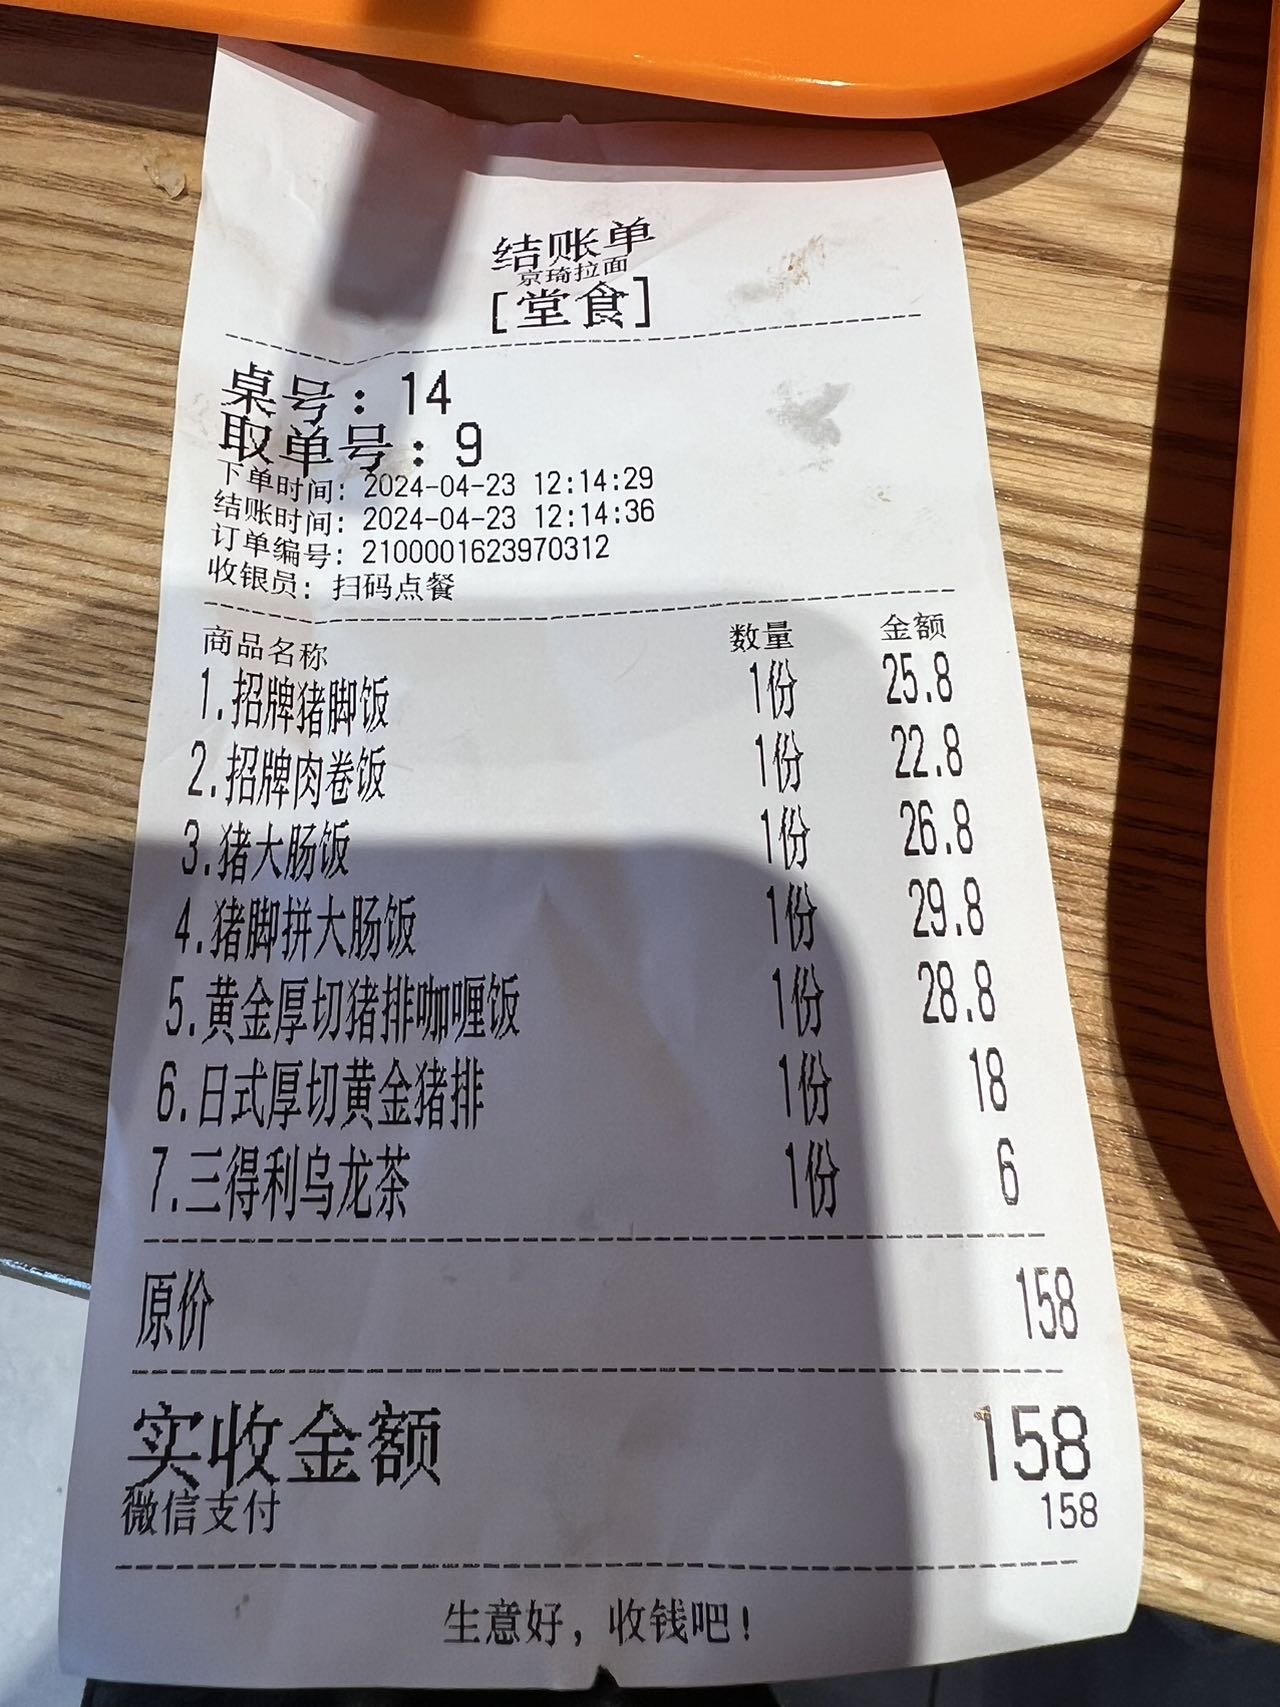 结账单
京琦拉面
[堂食]
桌号：14
取单号：9
下单时间：2024-04-23 12:14:29
结账时间：2024-04-23 12:14:36
订单编号：2100001623970312
收银员：扫码点餐
商品名称 数量 金额
1.招牌猪脚饭 1份 25.8
2.招牌肉卷饭 1份 22.8
3.猪大肠饭 1份 26.8
4.猪脚拼大肠饭 1份 29.8
5.黄金厚切猪排咖喱饭 1份 28.8
6.日式厚切黄金猪排 1份 18
7.三得利乌龙茶 1份 6
原价 158
实收金额 158
微信支付 158
生意好，收钱吧！